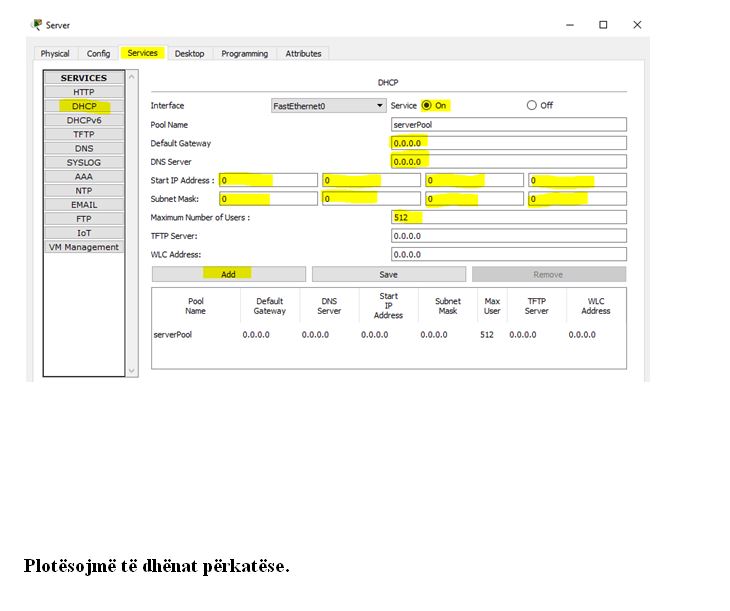 Server
Physical Config Services Desktop Programming Attributes
SERVICES
HTTP
DHCP
DHCPv6
TFTP
DNS
SYSLOG
AAA
NTP
EMAIL
FTP
IoT
VM Management
DHCP
Interface FastEthernet0 Service On Off
Pool Name serverPool
Default Gateway 0.0.0.0
DNS Server 0.0.0.0
Start IP Address : 0 0 0 0
Subnet Mask: 0 0 0 0
Maximum Number of Users : 512
TFTP Server: 0.0.0.0
WLC Address: 0.0.0.0
Add Save Remove
Pool Name Default Gateway DNS Server Start IP Address Subnet Mask Max User TFTP Server WLC Address
serverPool 0.0.0.0 0.0.0.0 0.0.0.0 0.0.0.0 512 0.0.0.0 0.0.0.0
Plotësojmë të dhënat përkatëse.